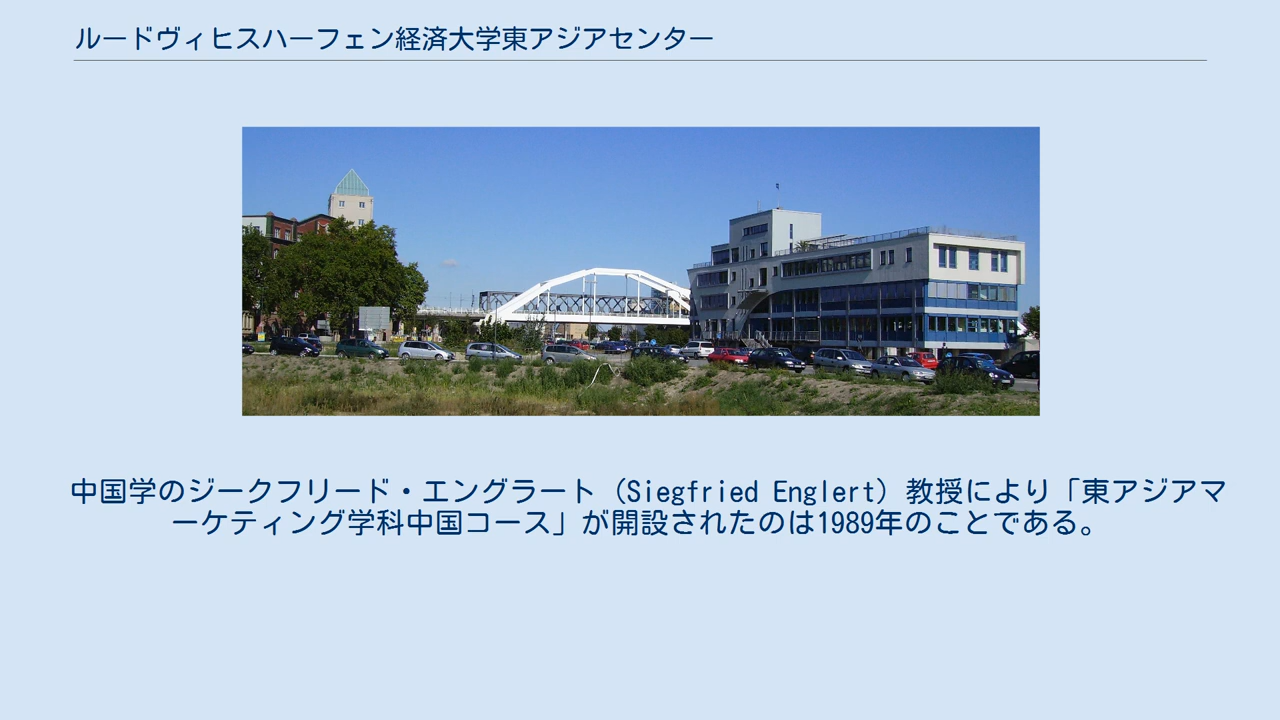 ルードヴィヒスハーフェン経済大学東アジアセンター
中国学のジークフリード・エングラート（Siegfried Englert）教授により「東アジアマ
ーケティング学科中国コース」が開設されたのは1989年のことである。